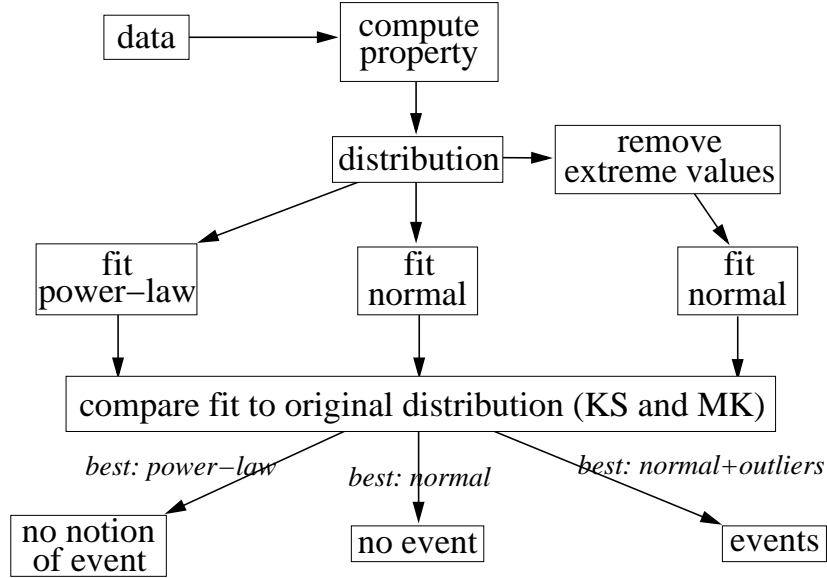 data
compute
property
distribution
remove
extreme values
fit
power−law
fit
normal
fit
normal
compare fit to original distribution (KS and MK)
best: power−law
best: normal
best: normal+outliers
no notion
of event
no event
events